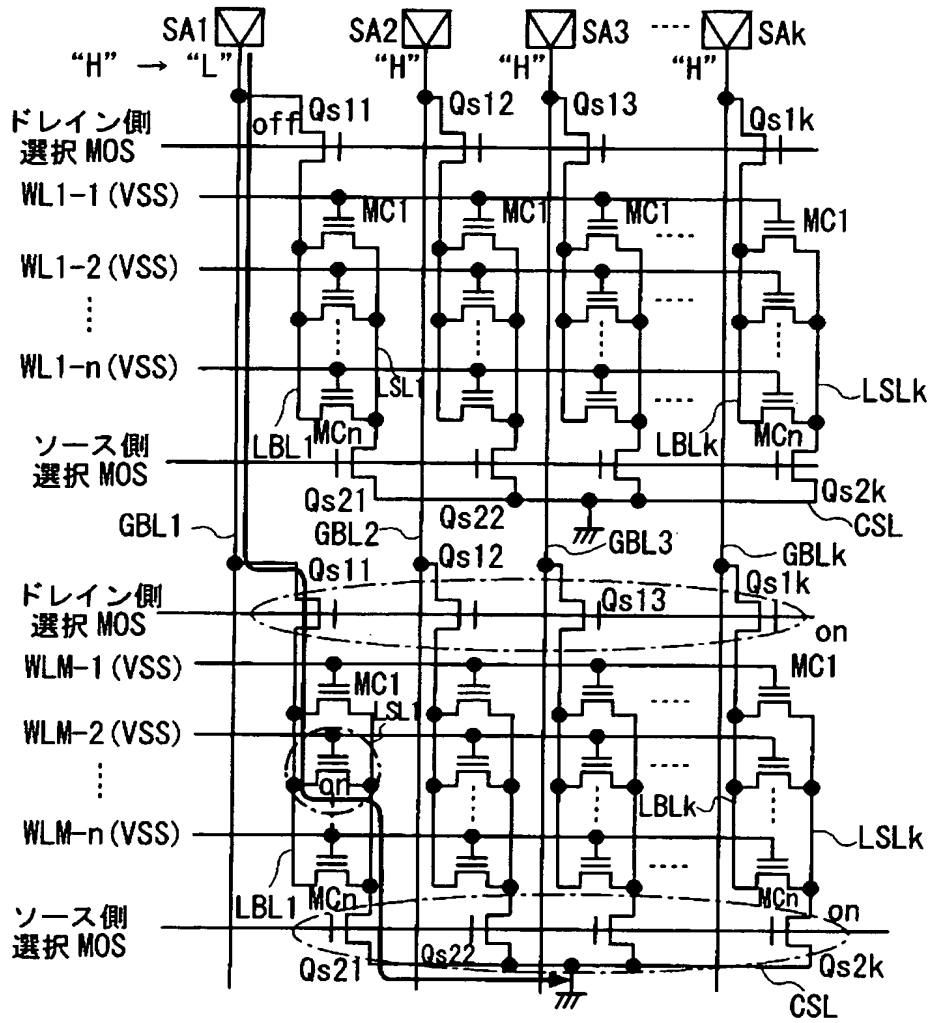 SA1 SA2 SA3 ‥‥ SAk
“H” → “L” “H” “H” “H”
Qs11 Qs12 Qs13 Qs1k
off
ドレイン側
選択 MOS
WL1-1 (VSS)
MC1 MC1 MC1 MC1
WL1-2 (VSS)
WL1-n (VSS)
LSL1 LSLk
LBL1 MCn LBLk MCn
ソース側
選択 MOS
Qs21 Qs22 Qs2k
CSL
GBL1 GBL2 GBL3 GBLk
Qs11 Qs12 Qs13 Qs1k
ドレイン側
選択 MOS
on
WLM-1 (VSS)
MC1 LSL1 MC1
WLM-2 (VSS)
on
LBLk
WLM-n (VSS)
LSLk
LBL1 MCn MCn
on
ソース側
選択 MOS
Qs21 Qs22 Qs2k
CSL